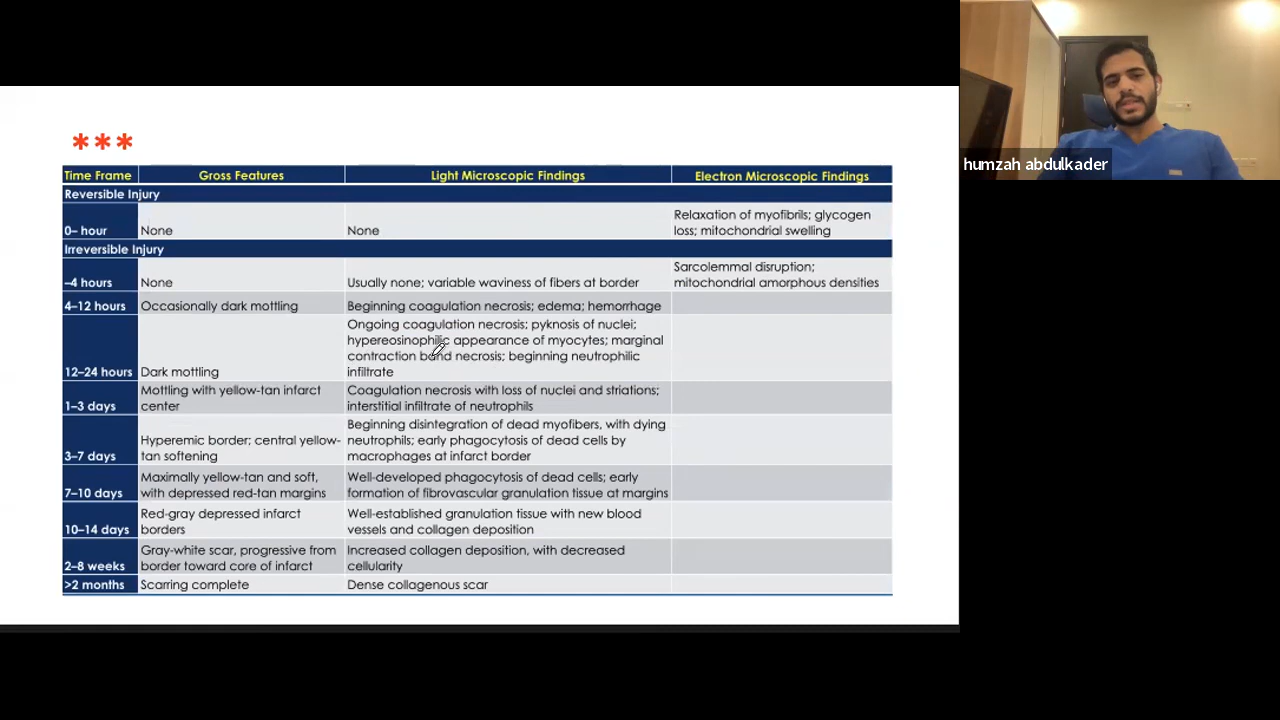 ***
Time Frame Gross Features Light Microscopic Findings Electron Microscopic Findings
Reversible Injury
0– hour None None Relaxation of myofibrils; glycogen
loss; mitochondrial swelling
Irreversible Injury
–4 hours None Usually none; variable waviness of fibers at border Sarcolemmal disruption;
mitochondrial amorphous densities
4–12 hours Occasionally dark mottling Beginning coagulation necrosis; edema; hemorrhage
12–24 hours Dark mottling Ongoing coagulation necrosis; pyknosis of nuclei;
hypereosinophilic appearance of myocytes; marginal
contraction band necrosis; beginning neutrophilic
infiltrate
1–3 days Mottling with yellow-tan infarct
center
Coagulation necrosis with loss of nuclei and striations;
interstitial infiltrate of neutrophils
3–7 days Hyperemic border; central yellow-
tan softening
Beginning disintegration of dead myofibers, with dying
neutrophils; early phagocytosis of dead cells by
macrophages at infarct border
7–10 days Maximally yellow-tan and soft,
with depressed red-tan margins
Well-developed phagocytosis of dead cells; early
formation of fibrovascular granulation tissue at margins
10–14 days Red-gray depressed infarct
borders
Well-established granulation tissue with new blood
vessels and collagen deposition
2–8 weeks Gray-white scar, progressive from
border toward core of infarct
Increased collagen deposition, with decreased
cellularity
>2 months Scarring complete Dense collagenous scar
humzah abdulkader